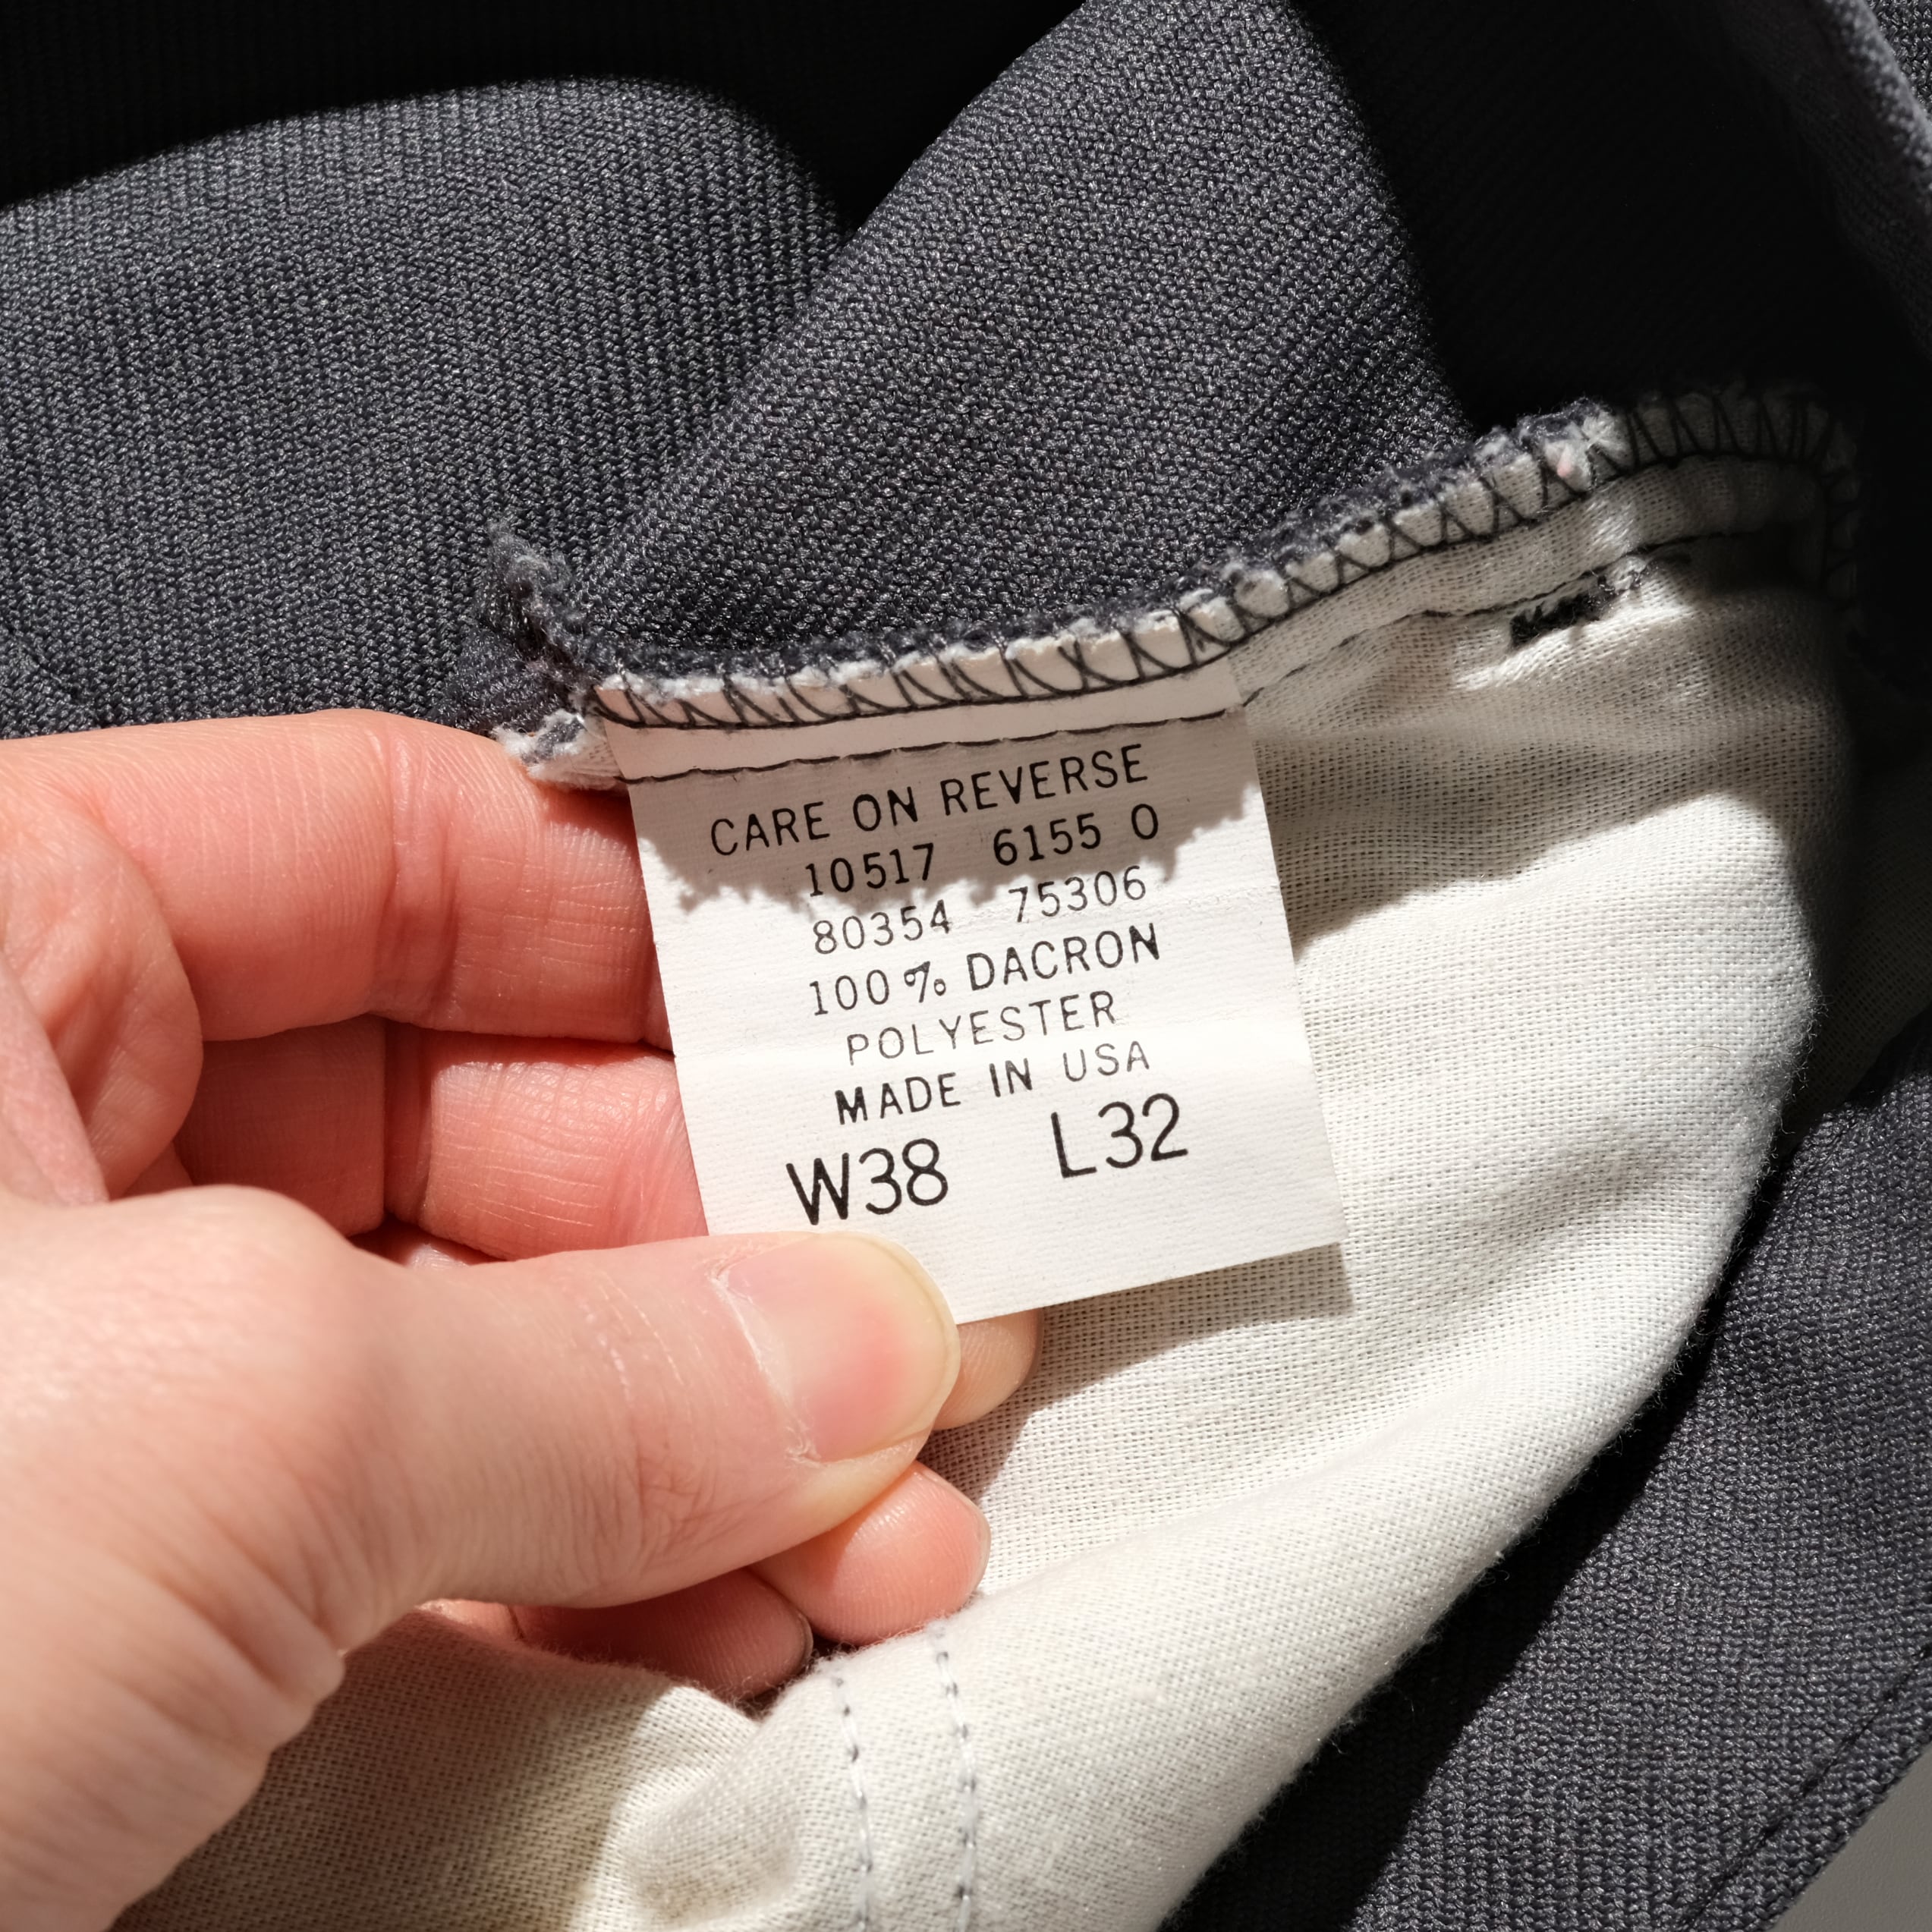 CARE ON REVERSE
10517 6155 0
80354 75306
100% DACRON
POLYESTER
MADE IN USA
W38 L32